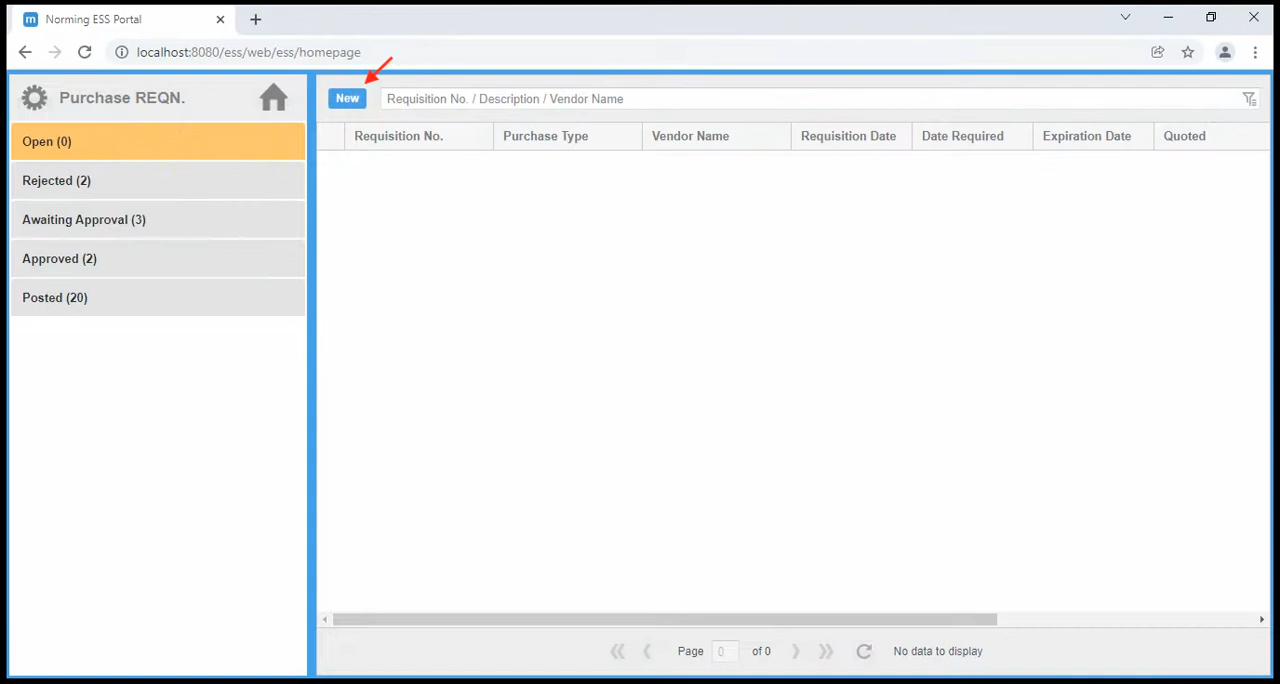 Norming ESS Portal
localhost:8080/ess/web/ess/homepage
Purchase REQN.
Open (0)
Rejected (2)
Awaiting Approval (3)
Approved (2)
Posted (20)
New
Requisition No. / Description / Vendor Name
Requisition No. Purchase Type Vendor Name Requisition Date Date Required Expiration Date Quoted
Page 0 of 0 No data to display